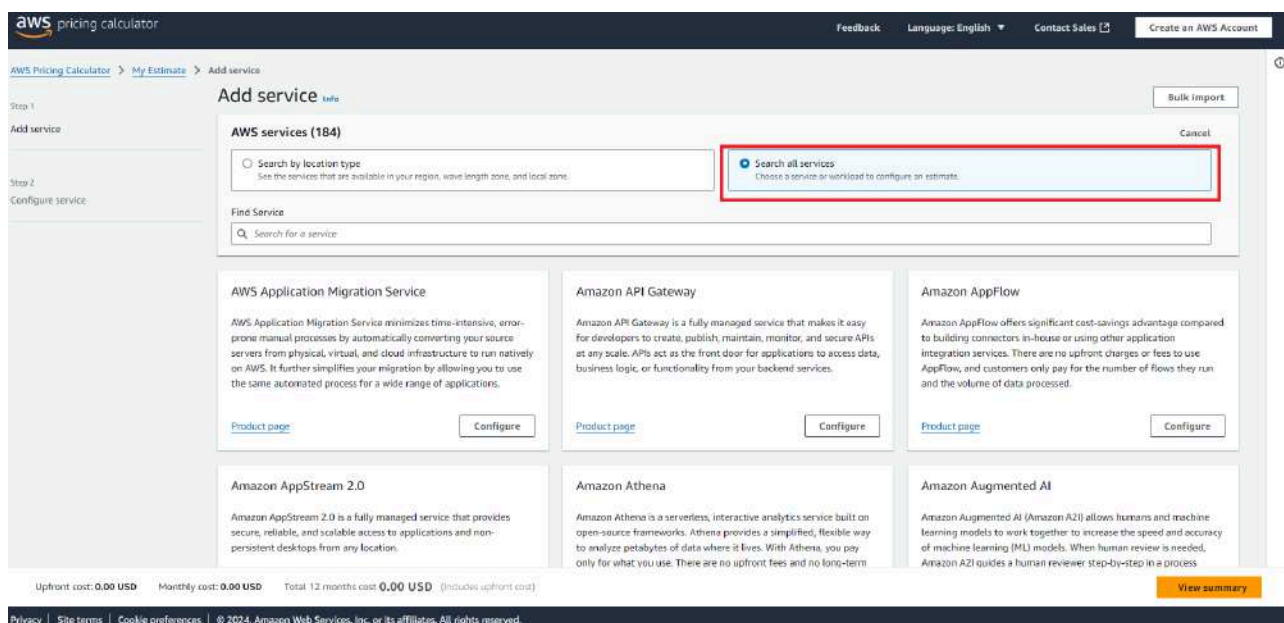 aws pricing calculator
Feedback Language: English ▼ Contact Sales Create an AWS Account
AWS Pricing Calculator > My Estimate > Add service
Step 1
Add service
Step 2
Configure service
Add service Info
Bulk import
AWS services (184)
Cancel
Search by location type
See the services that are available in your region, wave length zone, and local zone.
Search all services
Choose a service or workload to configure an estimate.
Find Service
Search for a service
AWS Application Migration Service
AWS Application Migration Service minimizes time-intensive, error-
prone manual processes by automatically converting your source
servers from physical, virtual, and cloud infrastructure to run natively
on AWS. It further simplifies your migration by allowing you to use
the same automated process for a wide range of applications.
Product page
Configure
Amazon API Gateway
Amazon API Gateway is a fully managed service that makes it easy
for developers to create, publish, maintain, monitor, and secure APIs
at any scale. APIs act as the front door for applications to access data,
business logic, or functionality from your backend services.
Product page
Configure
Amazon AppFlow
Amazon AppFlow offers significant cost-savings advantage compared
to building connectors in-house or using other application
integration services. There are no upfront charges or fees to use
AppFlow, and customers only pay for the number of flows they run
and the volume of data processed.
Product page
Configure
Amazon AppStream 2.0
Amazon AppStream 2.0 is a fully managed service that provides
secure, reliable, and scalable access to applications and non-
persistent desktops from any location.
Amazon Athena
Amazon Athena is a serverless, interactive analytics service built on
open-source frameworks. Athena provides a simplified, flexible way
to analyze petabytes of data where it lives. With Athena, you pay
only for what you use. There are no upfront fees and no long-term
Amazon Augmented AI
Amazon Augmented AI (Amazon A2I) allows humans and machine
learning models to work together to increase the speed and accuracy
of machine learning (ML) models. When human review is needed,
Amazon A2I guides a human reviewer step-by-step in a process
Upfront cost: 0.00 USD Monthly cost: 0.00 USD Total 12 months cost 0.00 USD (Includes upfront cost)
View summary
Privacy | Site terms | Cookie preferences | © 2024, Amazon Web Services, Inc. or its affiliates. All rights reserved.